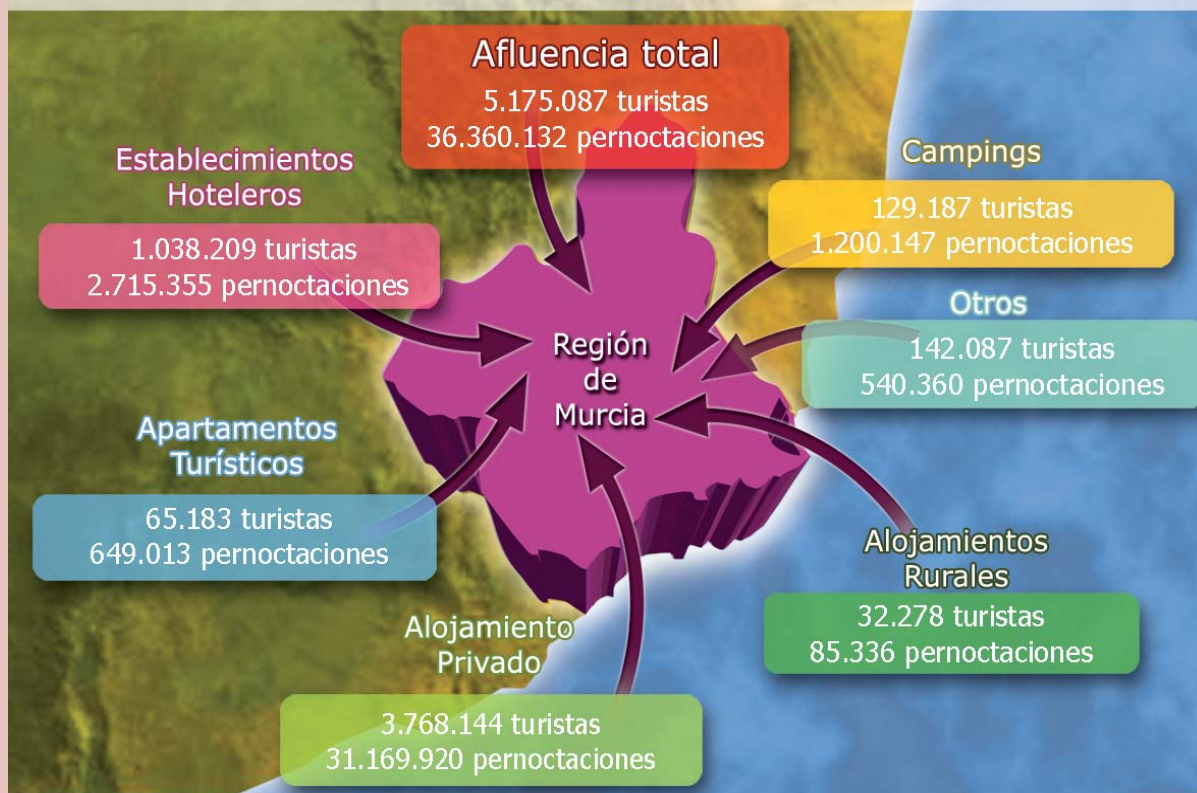 Afluencia total
5.175.087 turistas
36.360.132 pernoctaciones
Establecimientos
Hoteleros
1.038.209 turistas
2.715.355 pernoctaciones
Campings
129.187 turistas
1.200.147 pernoctaciones
Otros
142.087 turistas
540.360 pernoctaciones
Región
de
Murcia
Apartamentos
Turísticos
65.183 turistas
649.013 pernoctaciones
Alojamientos
Rurales
32.278 turistas
85.336 pernoctaciones
Alojamiento
Privado
3.768.144 turistas
31.169.920 pernoctaciones